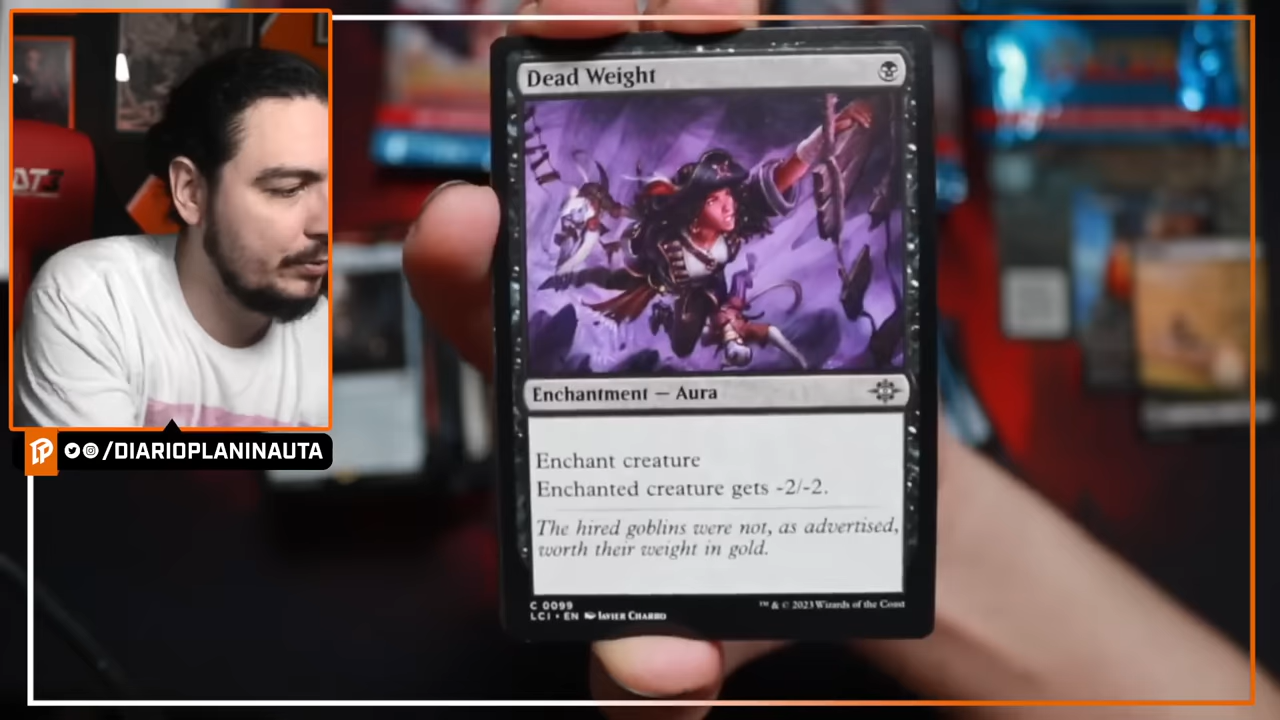 DT3
/DIARIOPLANINAUTA
Dead Weight
Enchantment — Aura
Enchant creature
Enchanted creature gets -2/-2.
The hired goblins were not, as advertised,
worth their weight in gold.
C 0099
LCI • EN Javier Charro
™ & © 2023 Wizards of the Coast